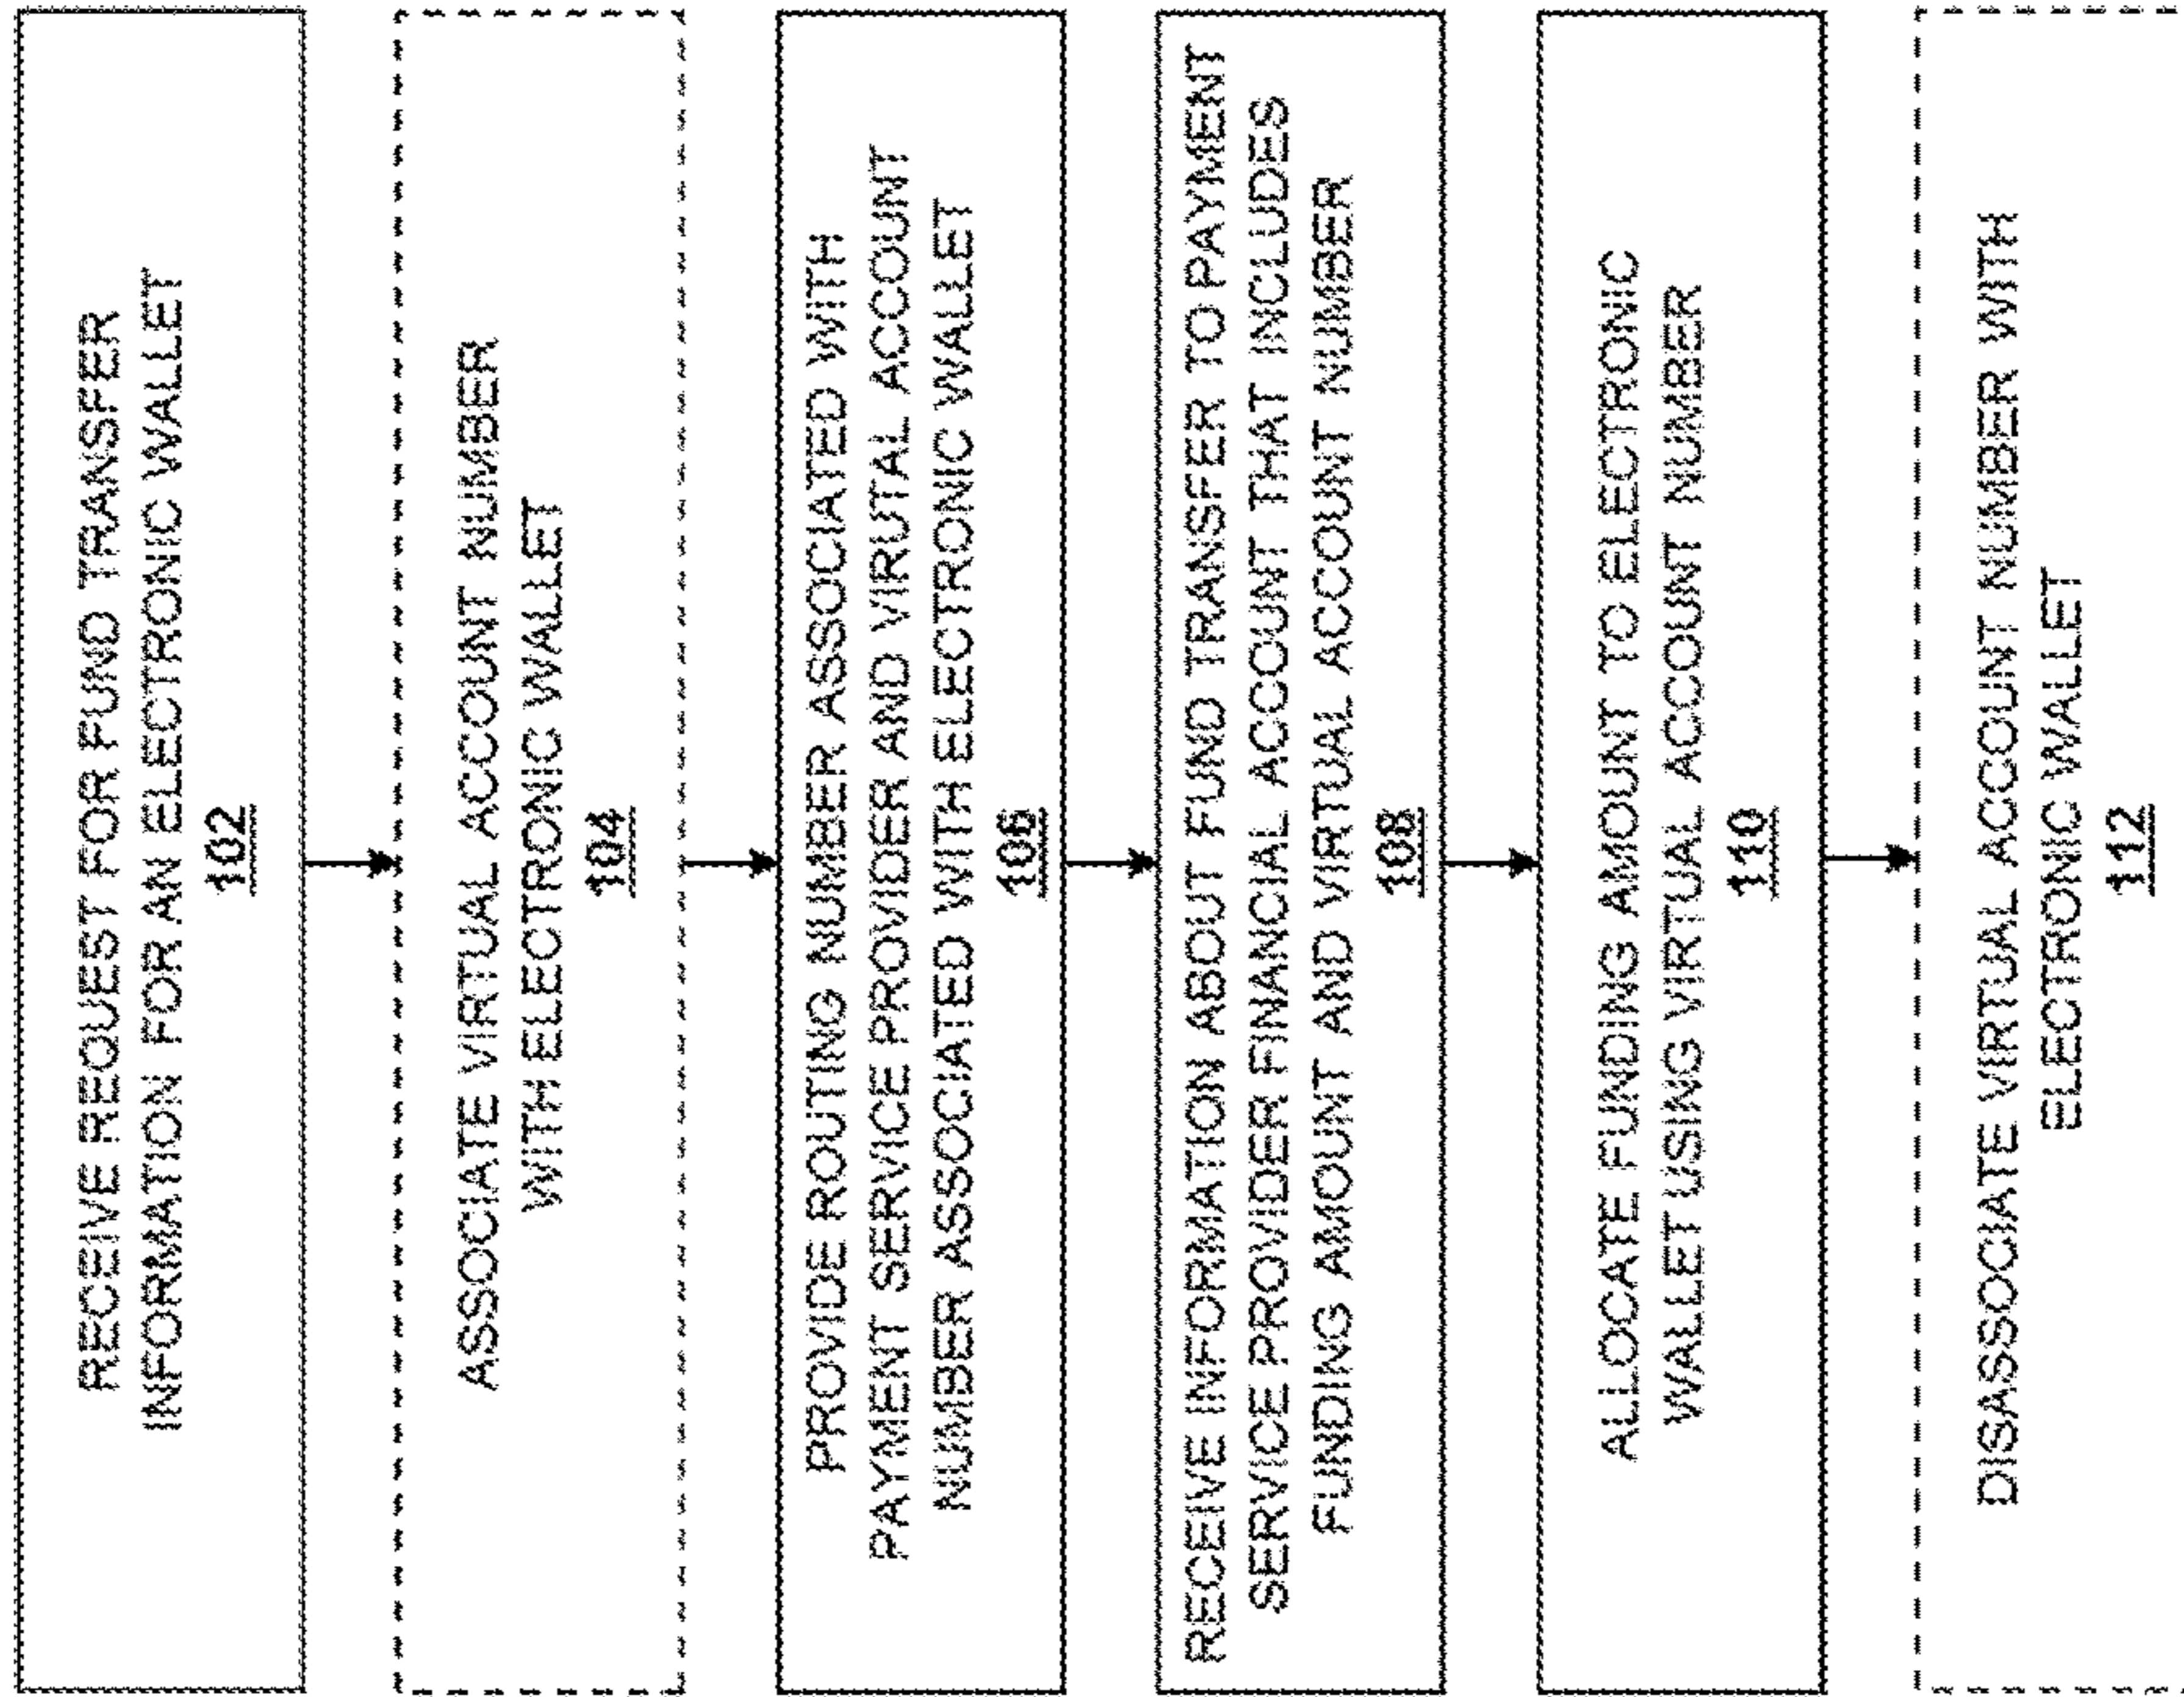 RECEIVE REQUEST FOR FUND TRANSFER
INFORMATION FOR AN ELECTRONIC WALLET
102
ASSOCIATE VIRTUAL ACCOUNT NUMBER
WITH ELECTRONIC WALLET
104
PROVIDE ROUTING NUMBER ASSOCIATED WITH
PAYMENT SERVICE PROVIDER AND VIRUTAL ACCOUNT
NUMBER ASSOCIATED WITH ELECTRONIC WALLET
106
RECEIVE INFORMATION ABOUT FUND TRANSFER TO PAYMENT
SERVICE PROVIDER FINANCIAL ACCOUNT THAT INCLUDES
FUNDING AMOUNT AND VIRTUAL ACCOUNT NUMBER
108
ALLOCATE FUNDING AMOUNT TO ELECTRONIC
WALLET USING VIRTUAL ACCOUNT NUMBER
110
DISASSOCIATE VIRTUAL ACCOUNT NUMBER WITH
ELECTRONIC WALLET
112